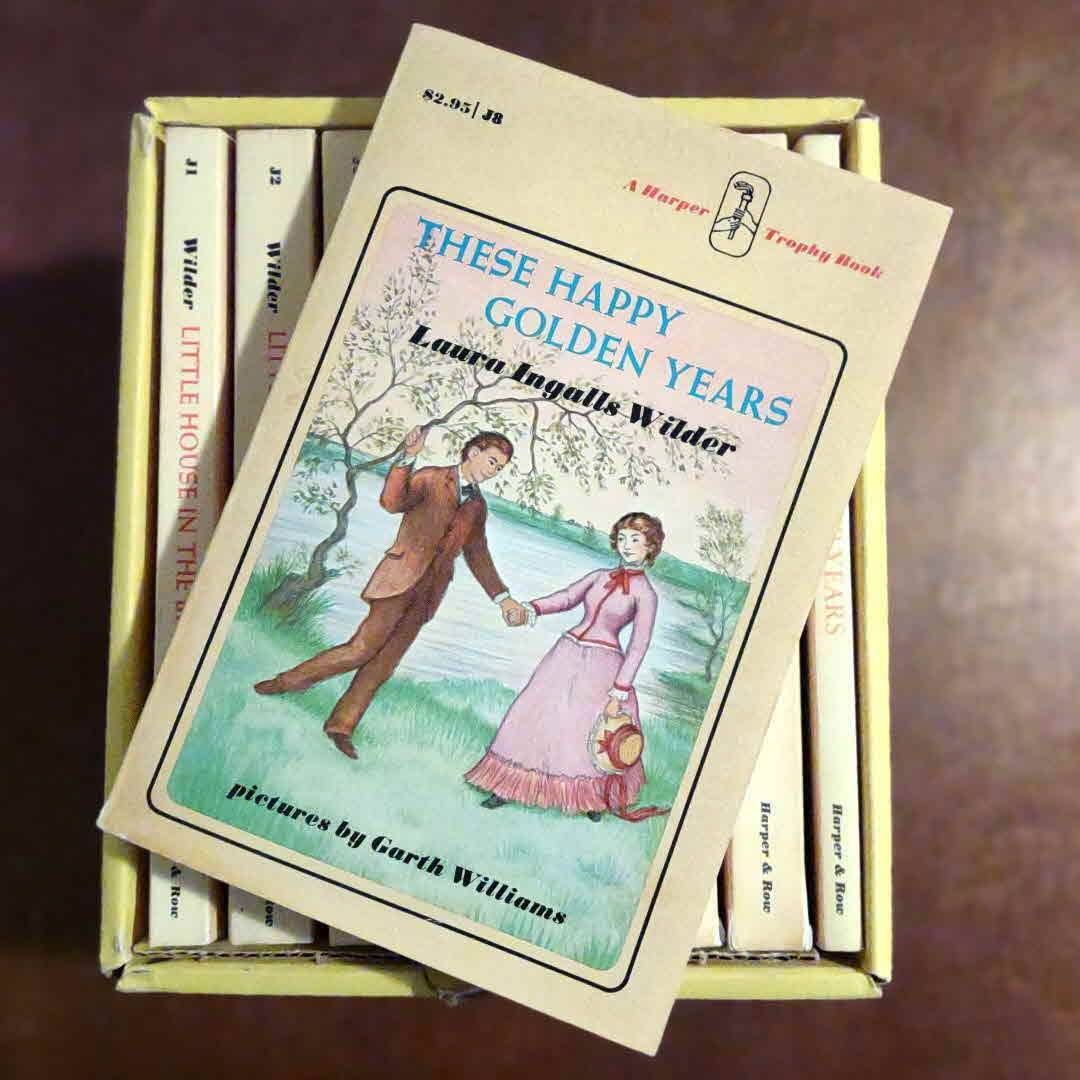 $2.95 | J8
A Harper Trophy Book
THESE HAPPY
GOLDEN YEARS
Laura Ingalls Wilder
pictures by Garth Williams
J1 Wilder LITTLE HOUSE IN THE
& Row
J2 Wilder
Harper & Row
YEARS Harper & Row